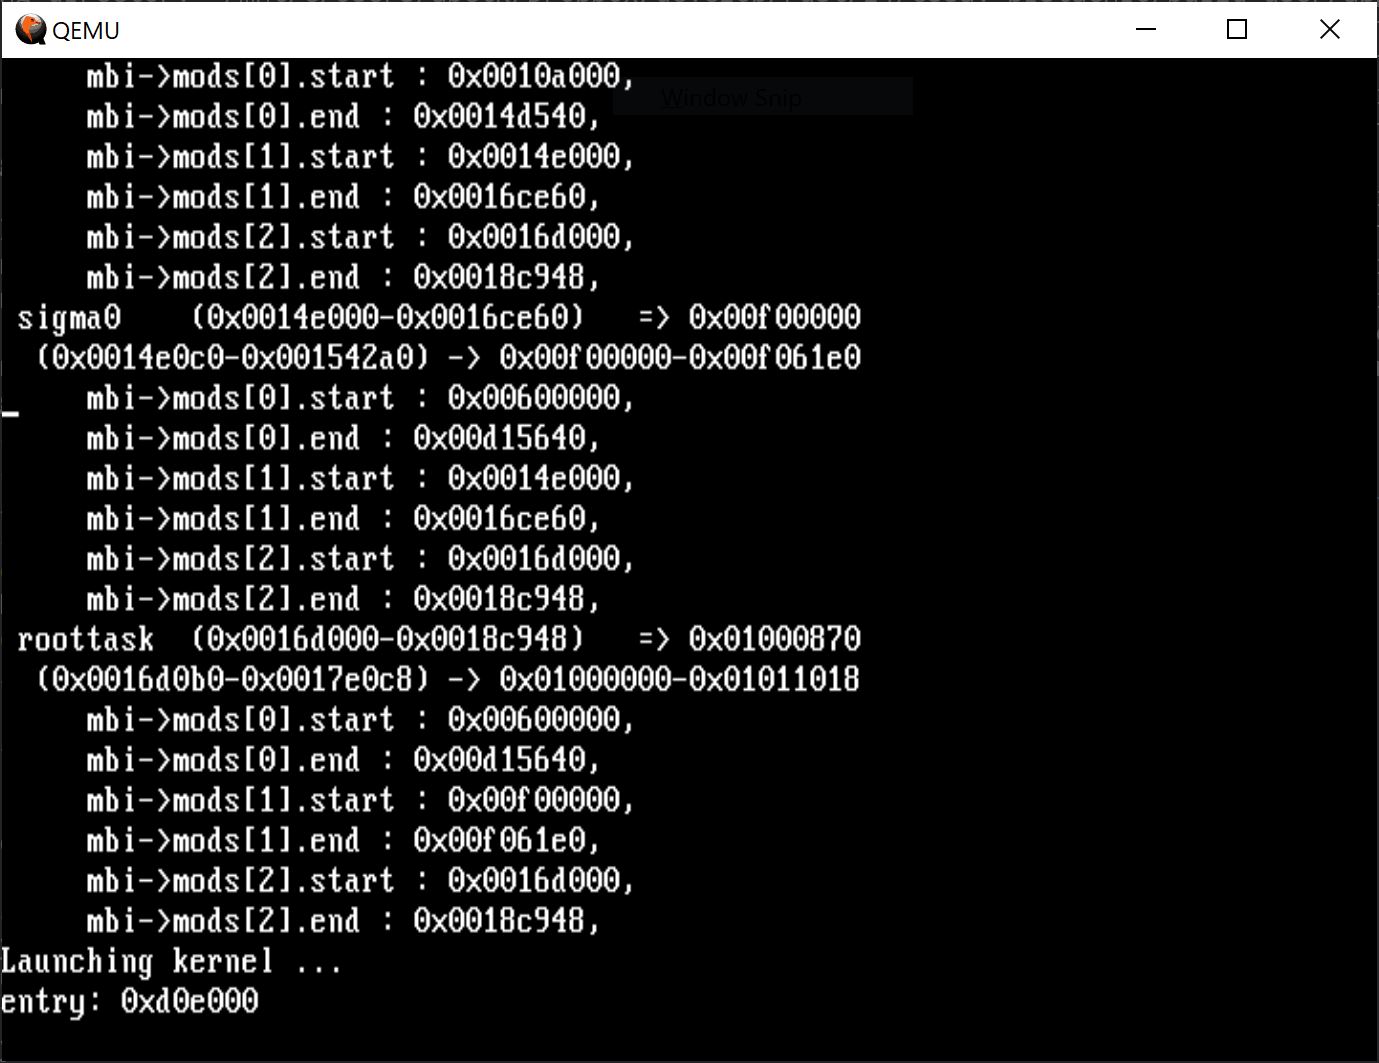 QEMU
mbi->mods[0].start : 0x0010a000,
Window Snip
mbi->mods[0].end : 0x0014d540,
mbi->mods[1].start : 0x0014e000,
mbi->mods[1].end : 0x0016ce60,
mbi->mods[2].start : 0x0016d000,
mbi->mods[2].end : 0x0018c948,
sigma0    (0x0014e000-0x0016ce60)   => 0x00f00000
(0x0014e0c0-0x001542a0) -> 0x00f00000-0x00f061e0
mbi->mods[0].start : 0x00600000,
mbi->mods[0].end : 0x00d15640,
mbi->mods[1].start : 0x0014e000,
mbi->mods[1].end : 0x0016ce60,
mbi->mods[2].start : 0x0016d000,
mbi->mods[2].end : 0x0018c948,
roottask  (0x0016d000-0x0018c948)   => 0x01000870
(0x0016d0b0-0x0017e0c8) -> 0x01000000-0x01011018
mbi->mods[0].start : 0x00600000,
mbi->mods[0].end : 0x00d15640,
mbi->mods[1].start : 0x00f00000,
mbi->mods[1].end : 0x00f061e0,
mbi->mods[2].start : 0x0016d000,
mbi->mods[2].end : 0x0018c948,
Launching kernel ...
entry: 0xd0e000